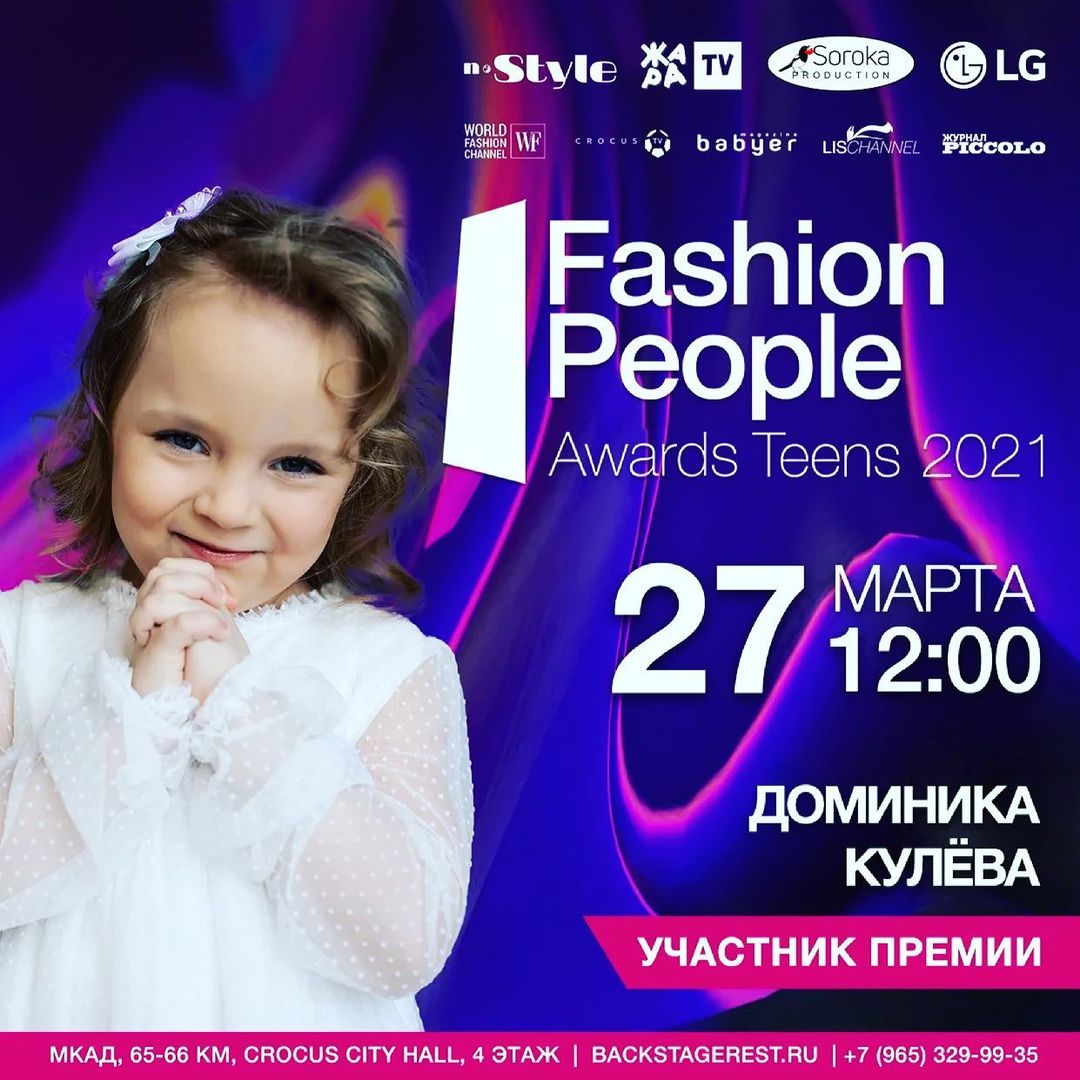 n.Style
ЖАРА TV
Soroka
PRODUCTION
LG
WORLD
FASHION
CHANNEL
WF
CROCUS TV
magazine
babyer
LISCHANNEL
ЖУРНАЛ
PICCOLO
Fashion
People
Awards Teens 2021
27 МАРТА
12:00
ДОМИНИКА
КУЛЁВА
УЧАСТНИК ПРЕМИИ
МКАД, 65-66 КМ, CROCUS CITY HALL, 4 ЭТАЖ | BACKSTAGEREST.RU | +7 (965) 329-99-35